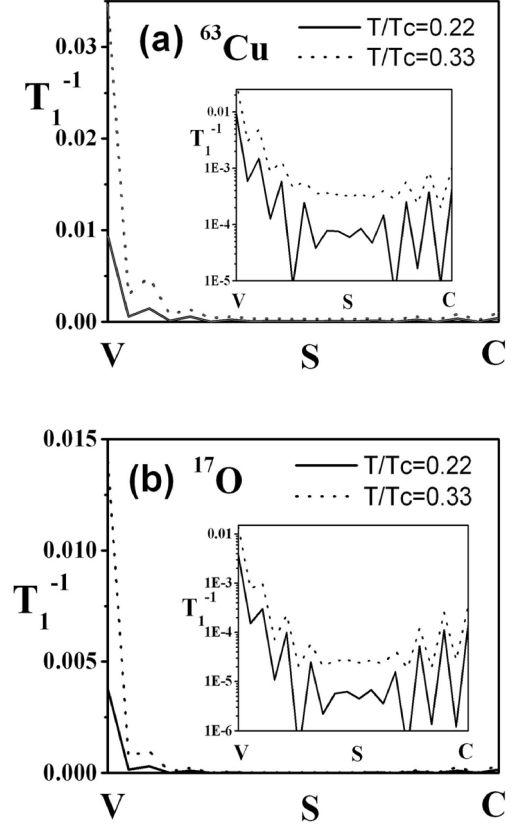 (a) ⁶³Cu
T/Tc=0.22
T/Tc=0.33
T₁⁻¹
0.03
0.02
0.01
0.00
V S C
T₁⁻¹
0.01
1E-3
1E-4
1E-5
V S C
(b) ¹⁷O
T/Tc=0.22
T/Tc=0.33
T₁⁻¹
0.015
0.010
0.005
0.000
V S C
T₁⁻¹
0.01
1E-3
1E-4
1E-5
1E-6
V S C